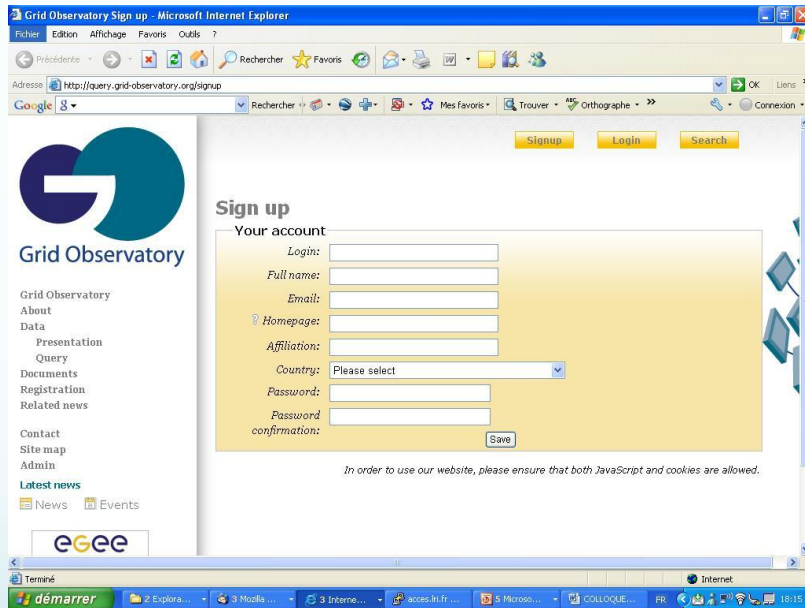 Grid Observatory Sign up - Microsoft Internet Explorer
Fichier Edition Affichage Favoris Outils ?
Précédente Rechercher Favoris
Adresse http://query.grid-observatory.org/signup OK Liens
Google Rechercher Mes favoris Trouver Orthographe Connexion
Signup Login Search
Grid Observatory
Grid Observatory
About
Data
Presentation
Query
Documents
Registration
Related news
Contact
Site map
Admin
Latest news
News Events
egee
Sign up
Your account
Login:
Full name:
Email:
? Homepage:
Affiliation:
Country: Please select
Password:
Password
confirmation:
Save
In order to use our website, please ensure that both JavaScript and cookies are allowed.
Terminé Internet
démarrer 2 Explora... 3 Mozilla ... 3 Interne... acces.lri.fr ... 5 Microso... COLLOQUE... FR 18:15